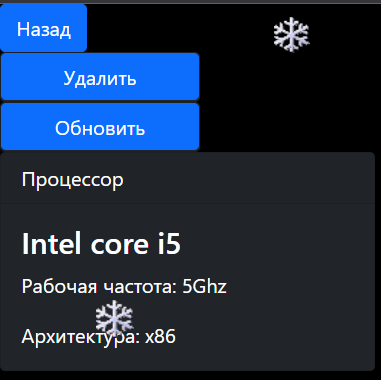 Назад
Удалить
Обновить
Процессор
Intel core i5
Рабочая частота: 5Ghz
Архитектура: x86